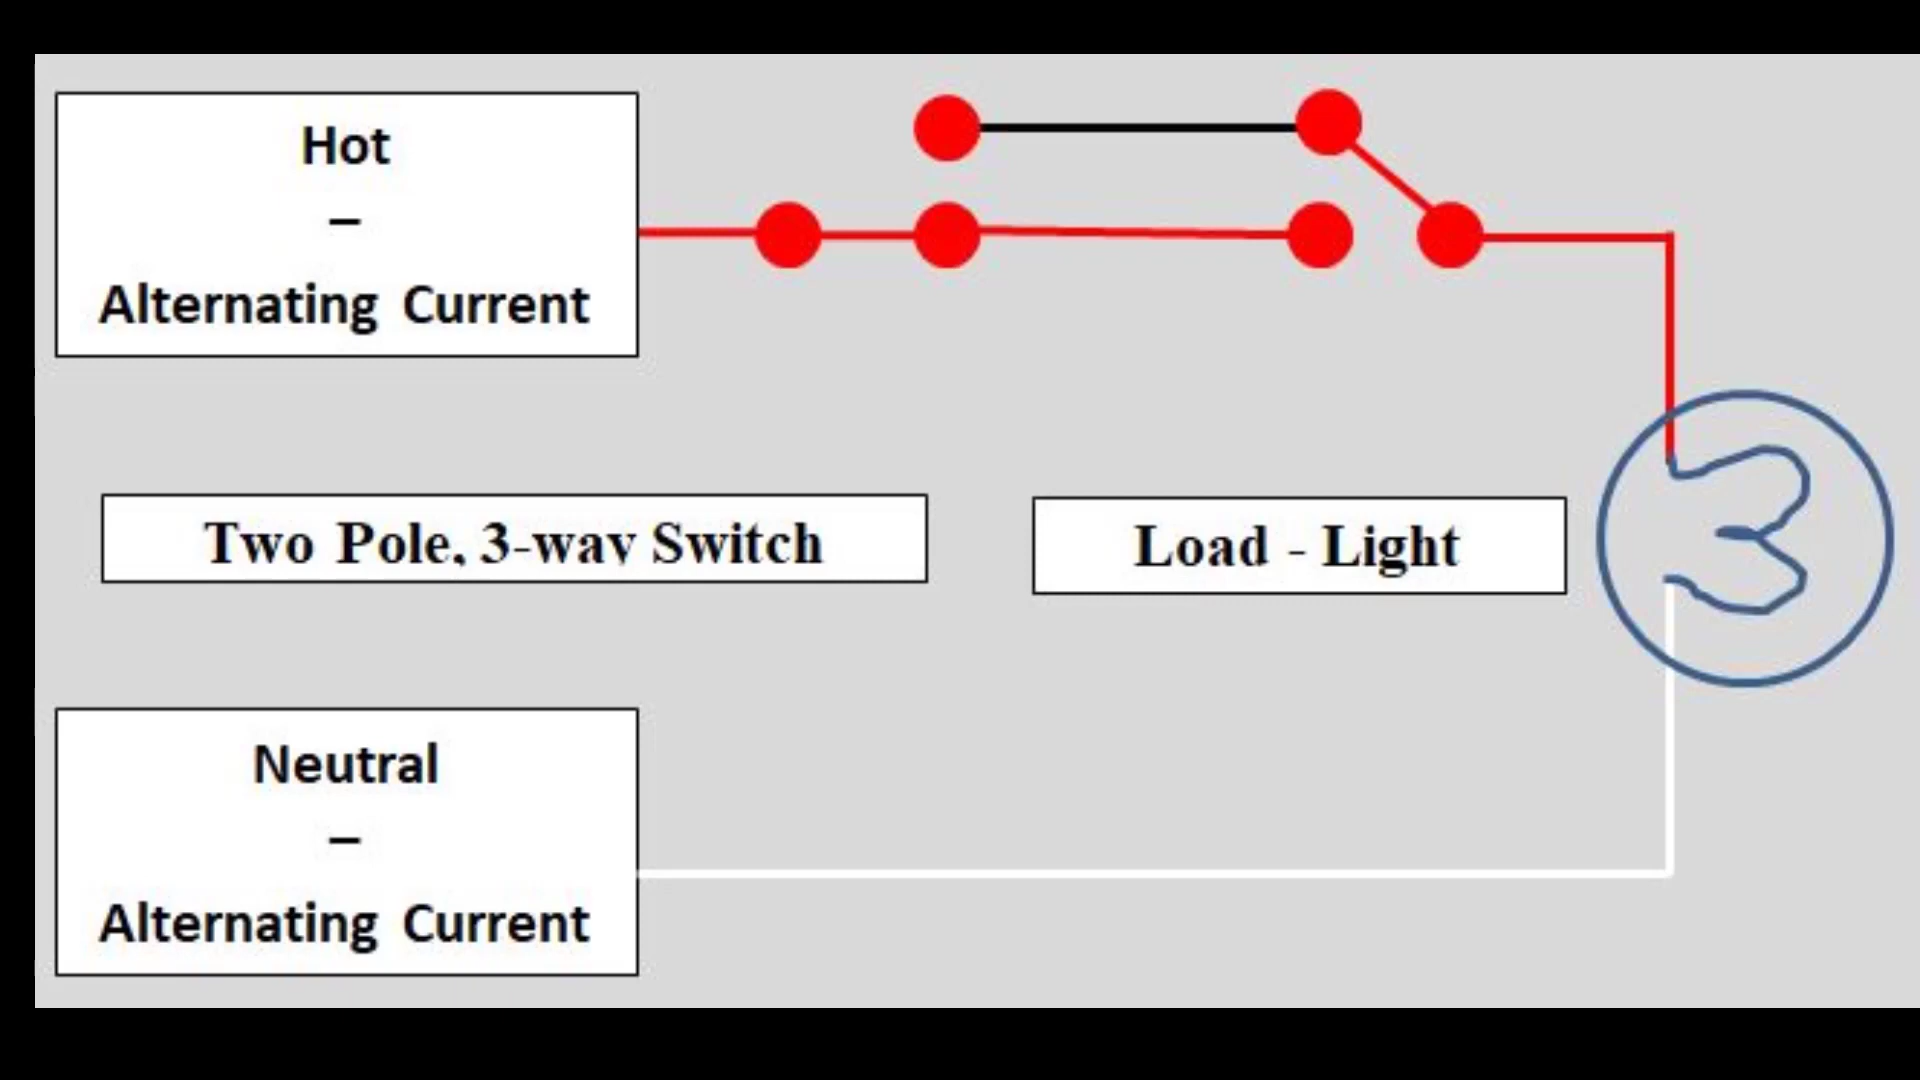 Hot
–
Alternating Current
Two Pole, 3-way Switch
Load - Light
Neutral
–
Alternating Current